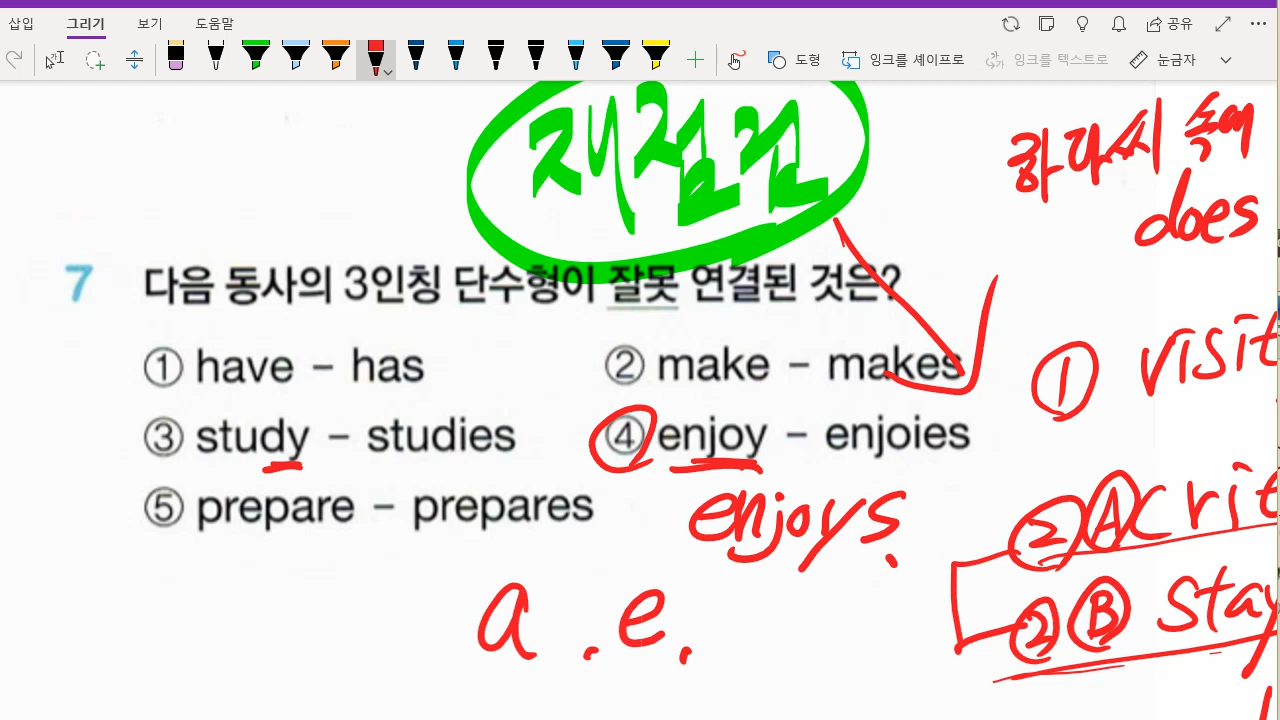 삽입 그리기 보기 도움말 공유
도형 잉크를 셰이프로 잉크를 텍스트로 눈금자
재점검
하다씨 속에
does
7 다음 동사의 3인칭 단수형이 잘못 연결된 것은?
① have – has ② make – makes
③ study – studies ④ enjoy – enjoies
⑤ prepare – prepares
enjoys.
a . e .
① visit
② Ⓐ
② Ⓑ stay